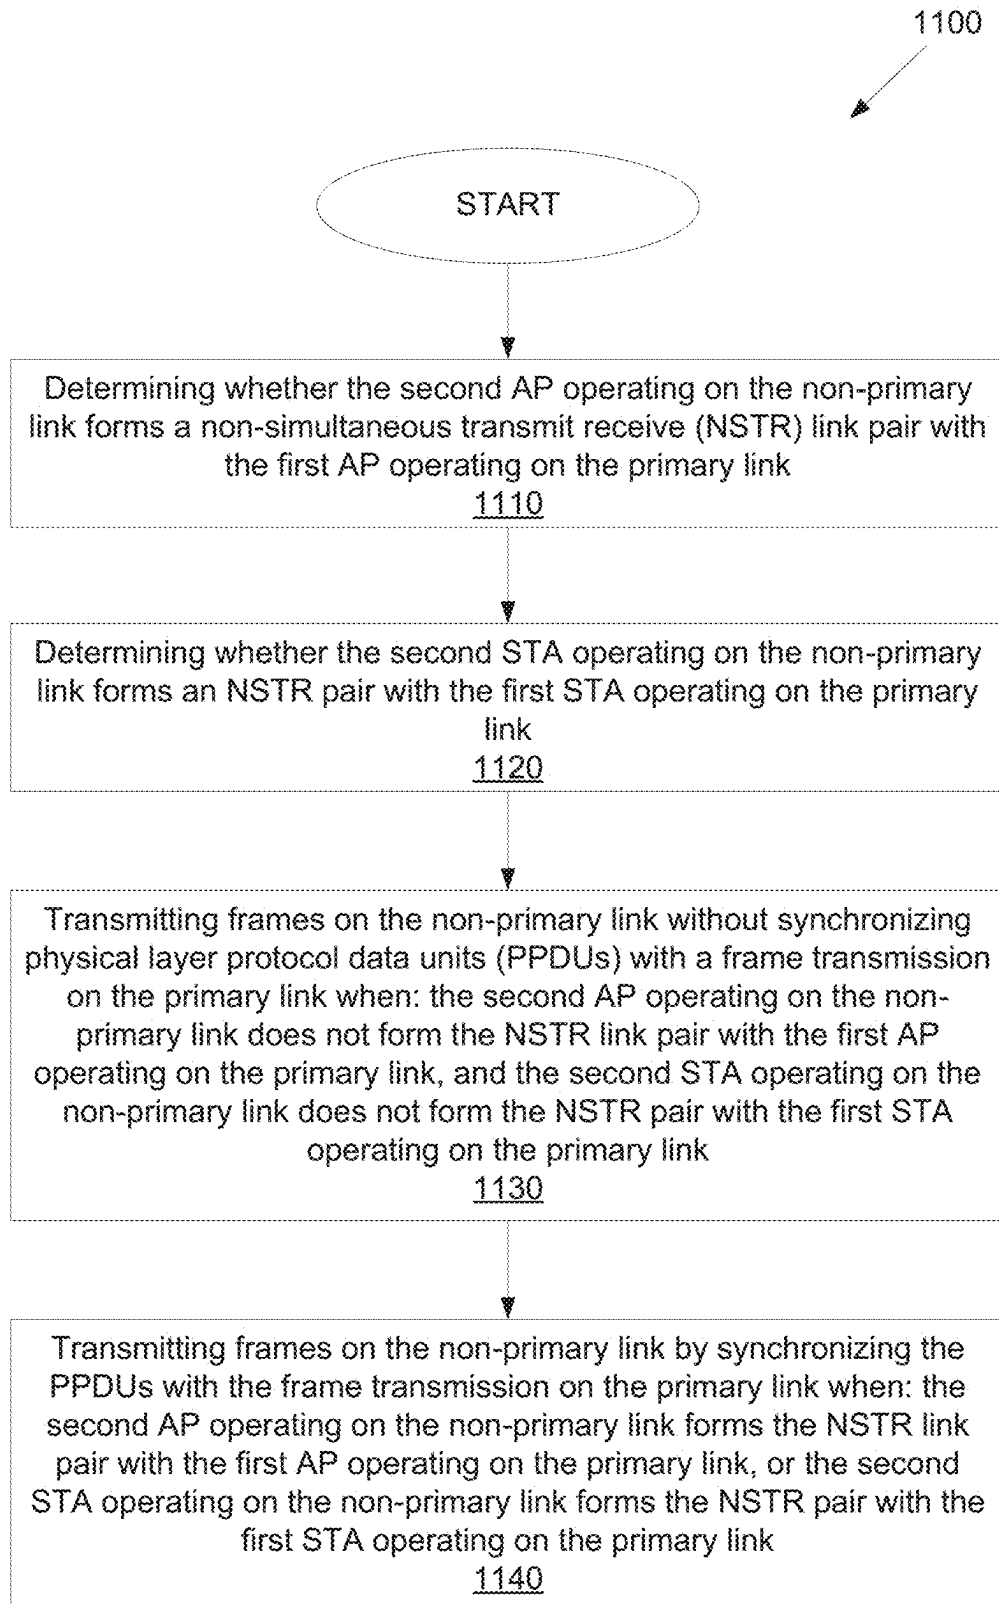 1100
START
Determining whether the second AP operating on the non-primary
link forms a non-simultaneous transmit receive (NSTR) link pair with
the first AP operating on the primary link
1110
Determining whether the second STA operating on the non-primary
link forms an NSTR pair with the first STA operating on the primary
link
1120
Transmitting frames on the non-primary link without synchronizing
physical layer protocol data units (PPDUs) with a frame transmission
on the primary link when: the second AP operating on the non-
primary link does not form the NSTR link pair with the first AP
operating on the primary link, and the second STA operating on the
non-primary link does not form the NSTR pair with the first STA
operating on the primary link
1130
Transmitting frames on the non-primary link by synchronizing the
PPDUs with the frame transmission on the primary link when: the
second AP operating on the non-primary link forms the NSTR link
pair with the first AP operating on the primary link, or the second
STA operating on the non-primary link forms the NSTR pair with the
first STA operating on the primary link
1140